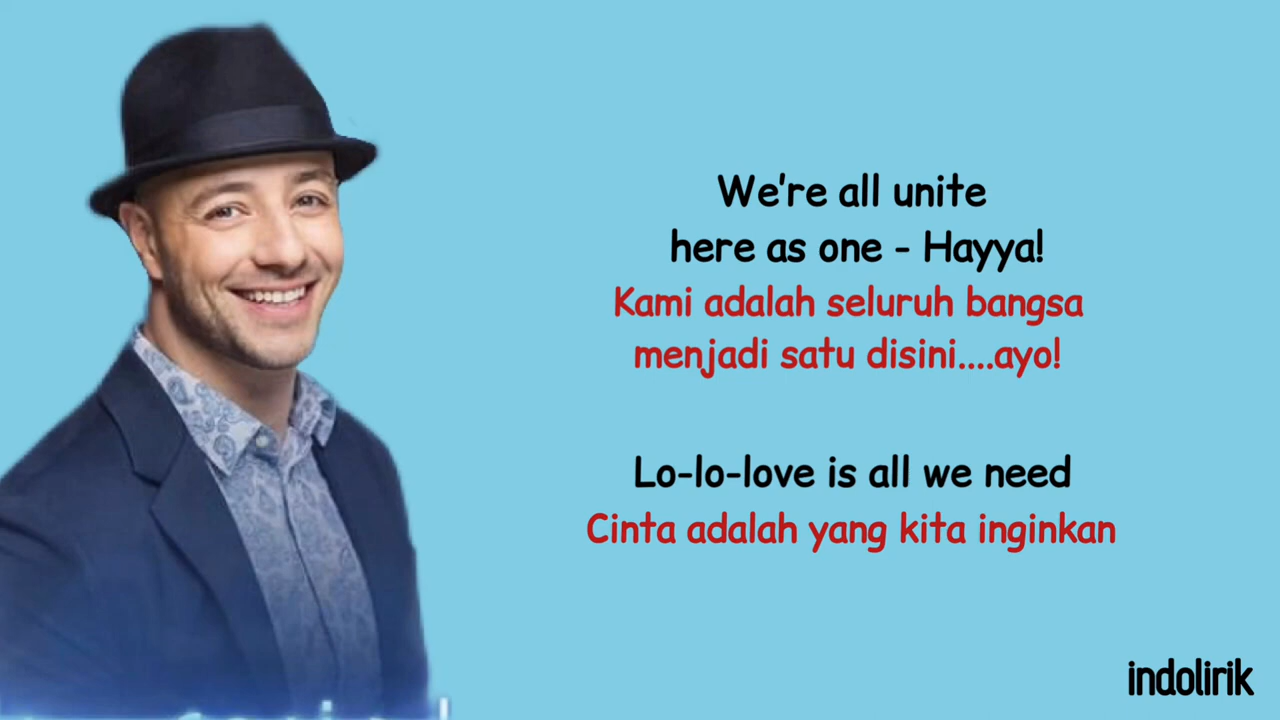 We're all unite
here as one - Hayya!
Kami adalah seluruh bangsa
menjadi satu disini....ayo!
Lo-lo-love is all we need
Cinta adalah yang kita inginkan
indolirik